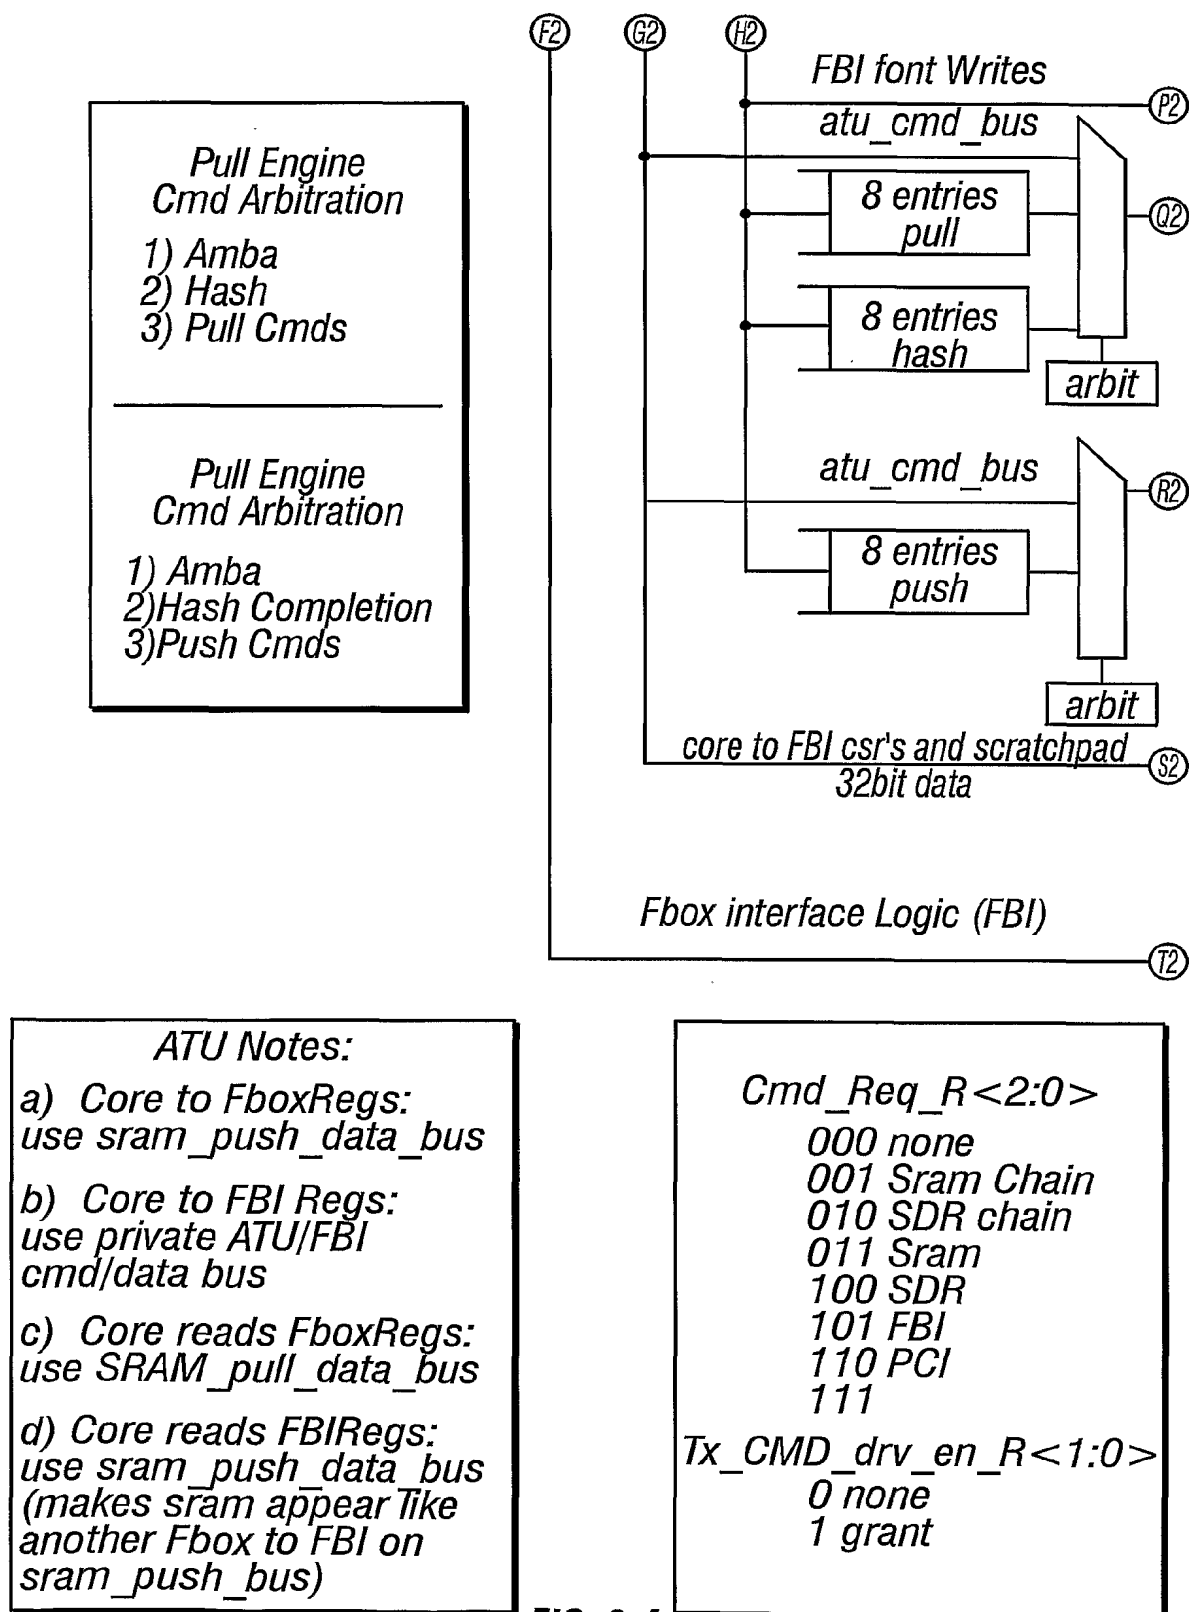 F2 G2 H2
FBI font Writes
P2
atu_cmd_bus
8 entries
pull
Q2
8 entries
hash
arbit
atu_cmd_bus
R2
8 entries
push
arbit
core to FBI csr's and scratchpad
S2
32bit data
Fbox interface Logic (FBI)
T2
Pull Engine
Cmd Arbitration
1) Amba
2) Hash
3) Pull Cmds
Pull Engine
Cmd Arbitration
1) Amba
2)Hash Completion
3)Push Cmds
ATU Notes:
a) Core to FboxRegs:
use sram_push_data_bus
b) Core to FBI Regs:
use private ATU/FBI
cmd/data bus
c) Core reads FboxRegs:
use SRAM_pull_data_bus
d) Core reads FBIRegs:
use sram_push_data_bus
(makes sram appear Tike
another Fbox to FBI on
sram_push_bus)
Cmd_Req_R<2:0>
000 none
001 Sram Chain
010 SDR chain
011 Sram
100 SDR
101 FBI
110 PCI
111
Tx_CMD_drv_en_R<1:0>
0 none
1 grant